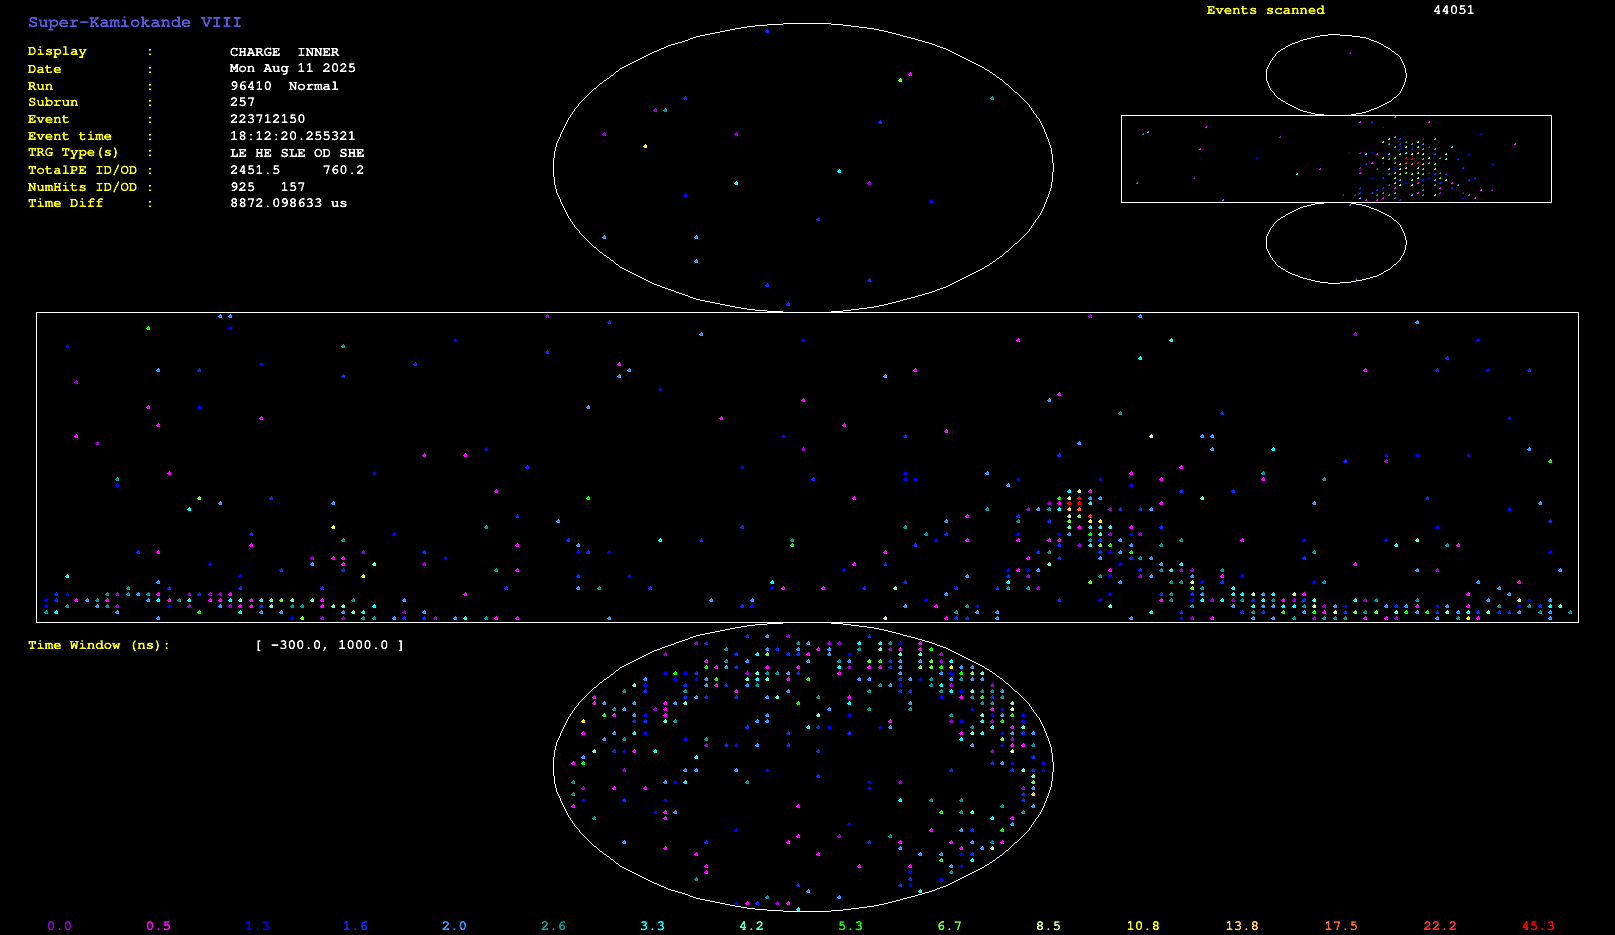 Super-Kamiokande VIII
Events scanned 44051
Display : CHARGE INNER
Date : Mon Aug 11 2025
Run : 96410 Normal
Subrun : 257
Event : 223712150
Event time : 18:12:20.255321
TRG Type(s) : LE HE SLE OD SHE
TotalPE ID/OD : 2451.5 760.2
NumHits ID/OD : 925 157
Time Diff : 8872.098633 us
Time Window (ns): [ -300.0, 1000.0 ]
0.0 0.5 1.3 1.6 2.0 2.6 3.3 4.2 5.3 6.7 8.5 10.8 13.8 17.5 22.2 45.3